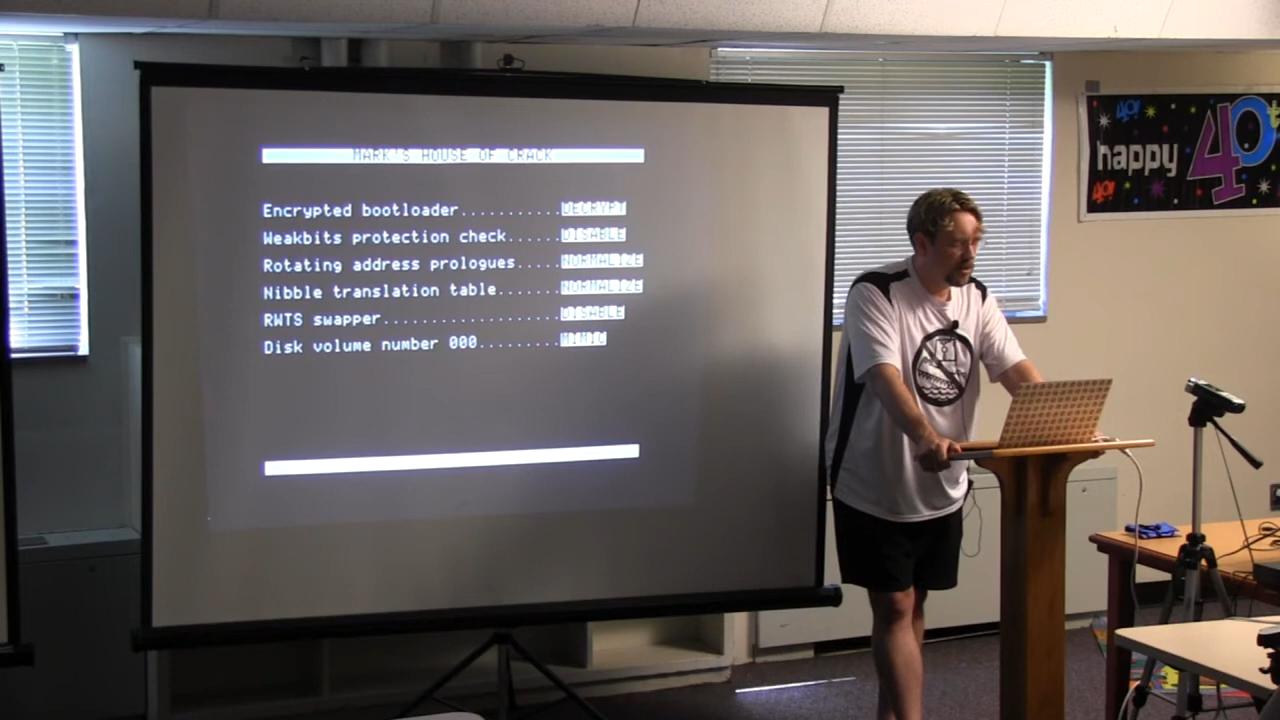 MARK'S HOUSE OF CRACK
Encrypted bootloader............DECRYPT
Weakbits protection check......DISABLE
Rotating address prologues.....NORMALIZE
Nibble translation table.......NORMALIZE
RWTS swapper...................DISABLE
Disk volume number 000.........MIMIC
40!
happy 40t
40!